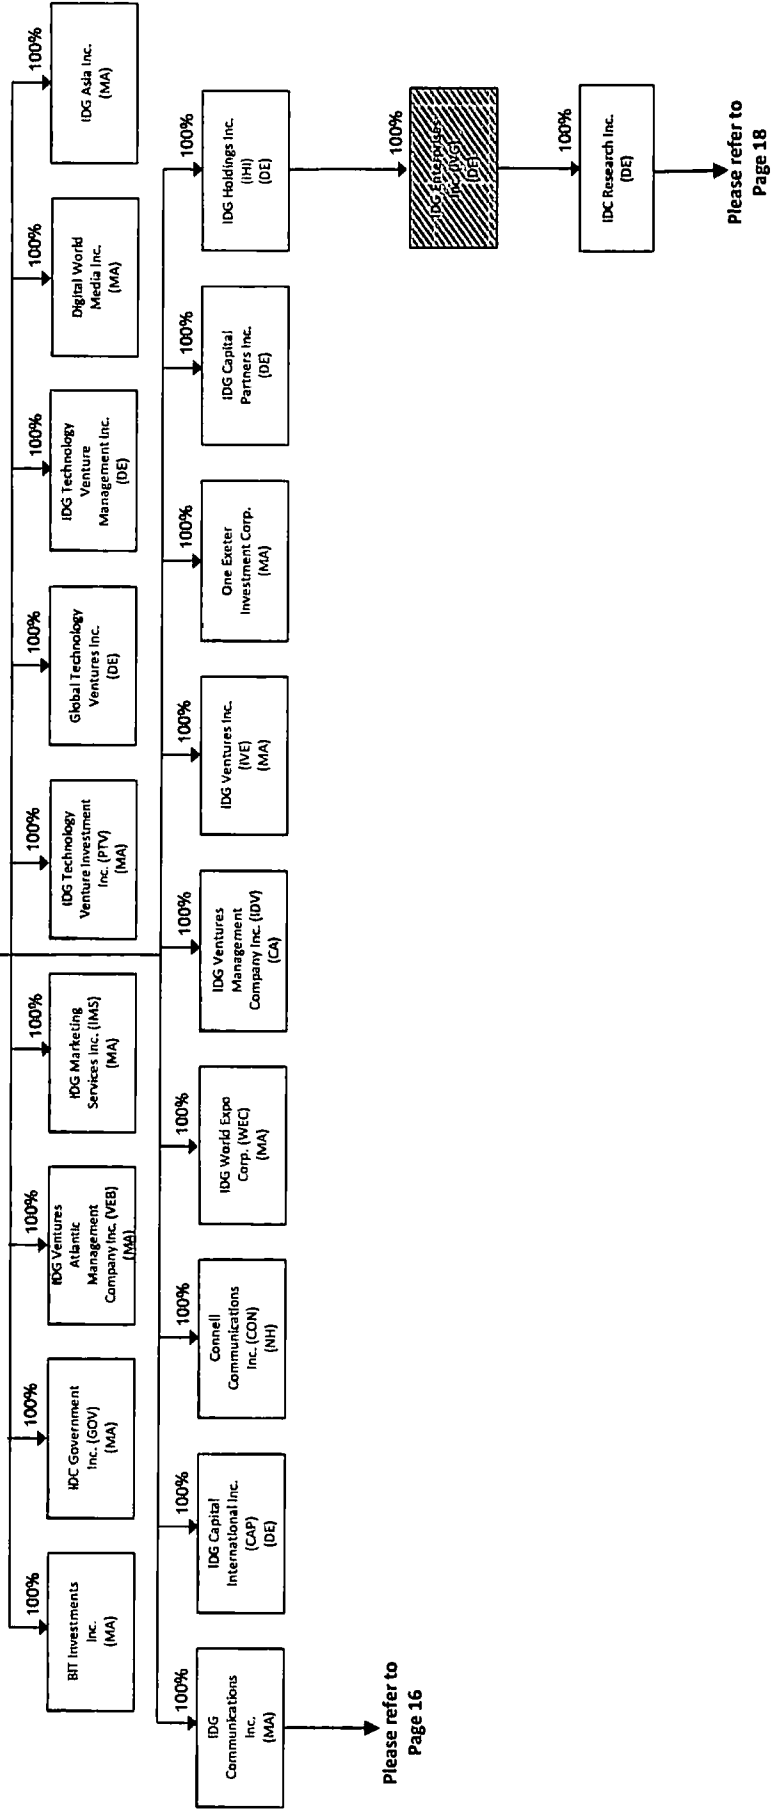 100%
BIT Investments
Inc.
(MA)
100%
IDC Government
Inc. (GOV)
(MA)
100%
IDG Ventures
Atlantic
Management
Company Inc. (VEB)
(MA)
100%
IDG Marketing
Services Inc. (IMS)
(MA)
100%
IDG Technology
Venture Investment
Inc. (PTV)
(MA)
100%
Global Technology
Ventures Inc.
(DE)
100%
IDG Technology
Venture
Management Inc.
(DE)
100%
Digital World
Media Inc.
(MA)
100%
IDG Asia Inc.
(MA)
100%
IDG
Communications
Inc.
(MA)
100%
IDG Capital
International Inc.
(CAP)
(DE)
100%
Connell
Communications
Inc. (CON)
(NH)
100%
IDG World Expo
Corp. (WEC)
(MA)
100%
IDG Ventures
Management
Company Inc. (IDV)
(CA)
100%
IDG Ventures Inc.
(IVE)
(MA)
100%
One Exeter
Investment Corp.
(MA)
100%
IDG Capital
Partners Inc.
(DE)
100%
IDG Holdings Inc.
(IHI)
(DE)
Please refer to
Page 16
100%
IDG Enterprises
Inc. (IVG)
(DE)
100%
IDC Research Inc.
(DE)
Please refer to
Page 18